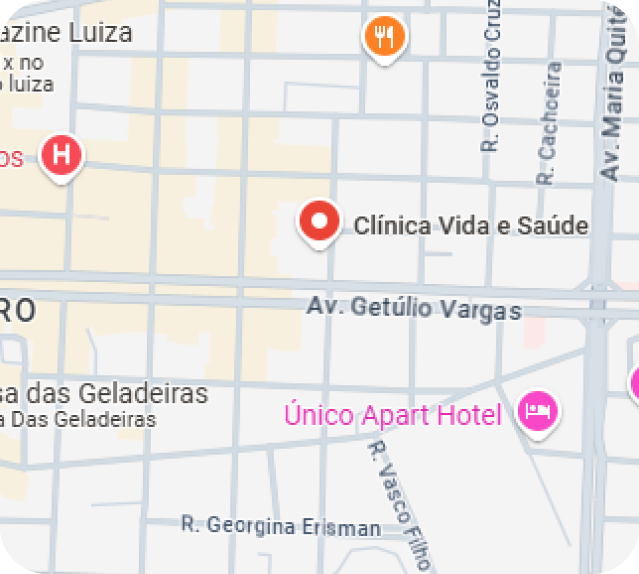 azine Luiza
x no
luiza
os
H
R. Osvaldo Cruz
R. Cachoeira
Av. Maria Quité
Clínica Vida e Saúde
Av. Getúlio Vargas
RO
sa das Geladeiras
a Das Geladeiras
Único Apart Hotel
R. Vasco Filho
R. Georgina Erisman